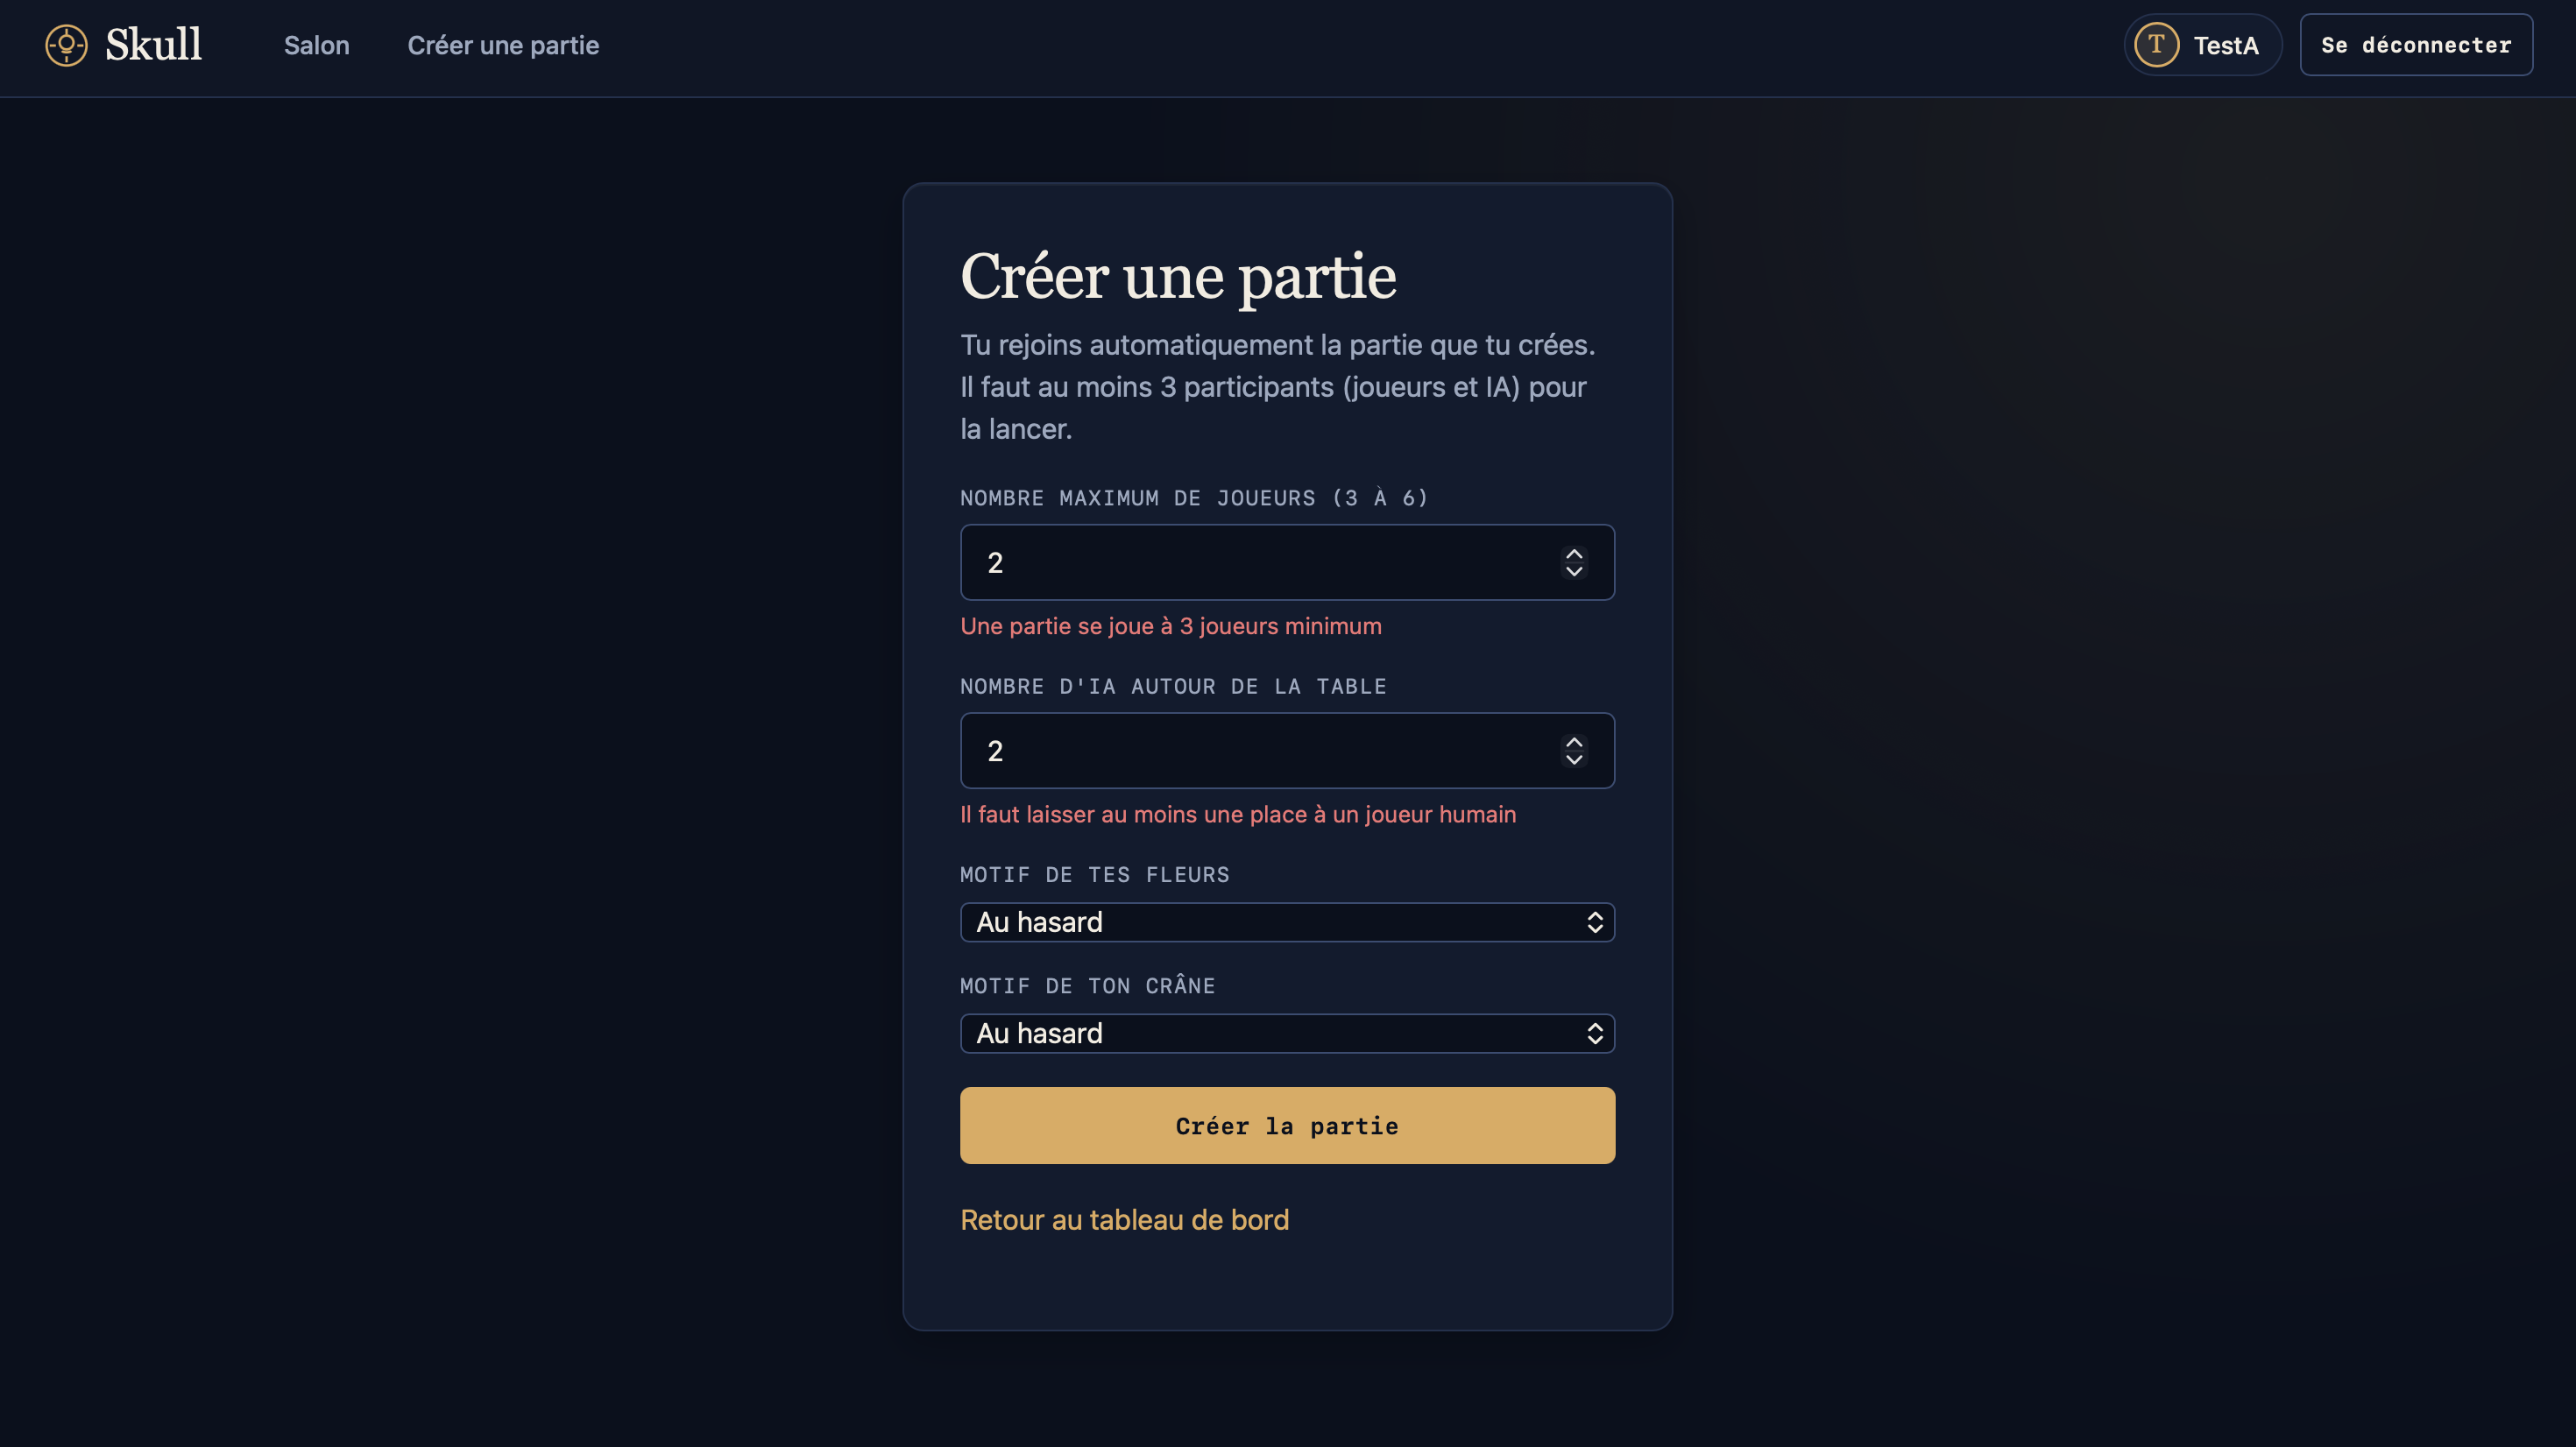 Skull
Salon
Créer une partie
T
TestA
Se déconnecter
Créer une partie
Tu rejoins automatiquement la partie que tu crées.
Il faut au moins 3 participants (joueurs et IA) pour
la lancer.
NOMBRE MAXIMUM DE JOUEURS (3 À 6)
2
Une partie se joue à 3 joueurs minimum
NOMBRE D'IA AUTOUR DE LA TABLE
2
Il faut laisser au moins une place à un joueur humain
MOTIF DE TES FLEURS
Au hasard
MOTIF DE TON CRÂNE
Au hasard
Créer la partie
Retour au tableau de bord